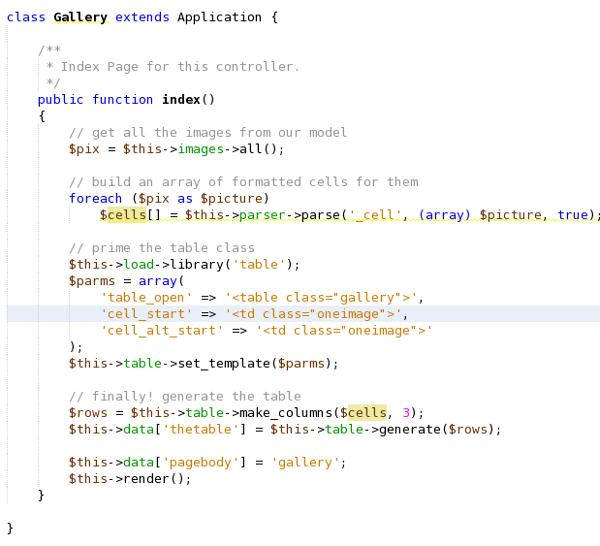 class Gallery extends Application {
/**
* Index Page for this controller.
*/
public function index()
{
// get all the images from our model
$pix = $this->images->all();
// build an array of formatted cells for them
foreach ($pix as $picture)
$cells[] = $this->parser->parse('_cell', (array) $picture, true);
// prime the table class
$this->load->library('table');
$parms = array(
'table_open' => '<table class="gallery">',
'cell_start' => '<td class="oneimage">',
'cell_alt_start' => '<td class="oneimage">'
);
$this->table->set_template($parms);
// finally! generate the table
$rows = $this->table->make_columns($cells, 3);
$this->data['thetable'] = $this->table->generate($rows);
$this->data['pagebody'] = 'gallery';
$this->render();
}
}